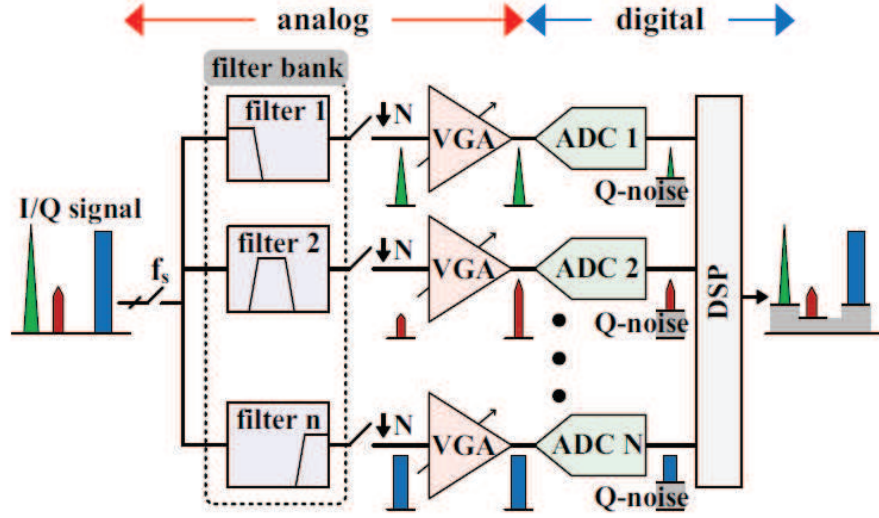 analog digital
filter bank
filter 1 N VGA ADC 1
Q-noise
I/Q signal
fs
filter 2 N VGA ADC 2
Q-noise
DSP
filter n N VGA ADC N
Q-noise